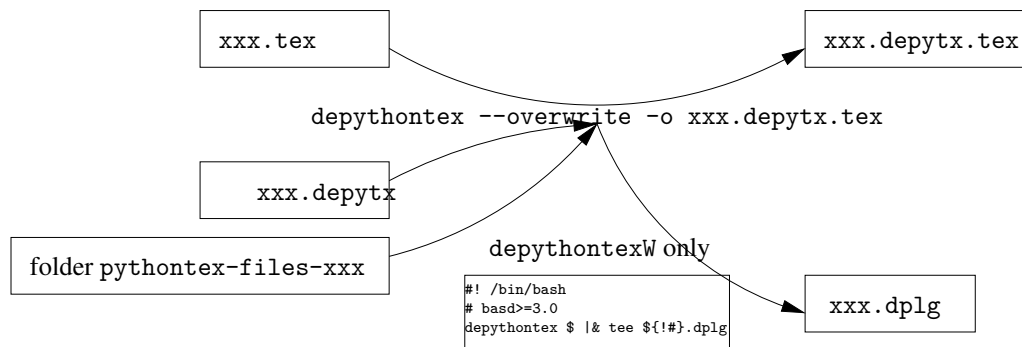 xxx.tex
xxx.depytx.tex
depythontex --overwrite -o xxx.depytx.tex
xxx.depytx
folder pythontex-files-xxx
depythontexW only
#! /bin/bash
# basd>=3.0
depythontex $ |& tee ${!#}.dplg
xxx.dplg